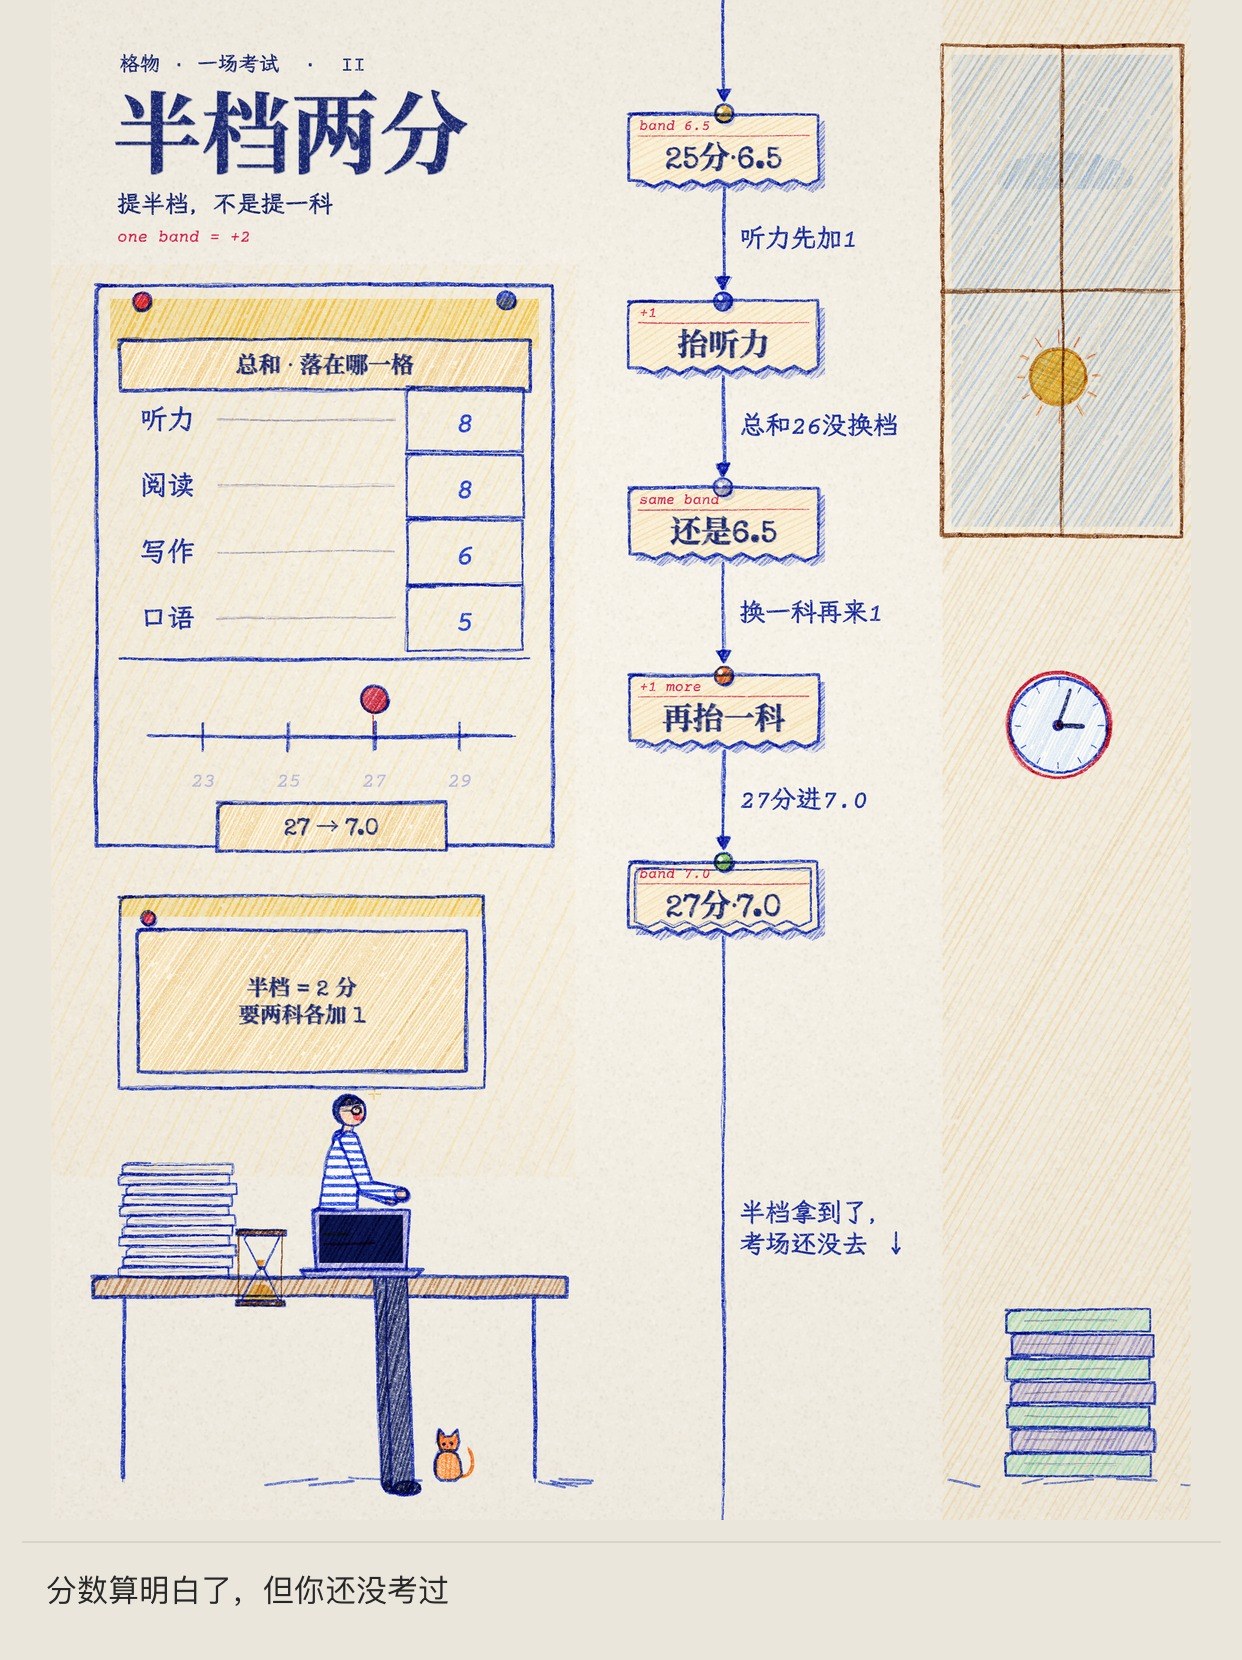 格物 · 一场考试 · II
半档两分
提半档, 不是提一科
one band = +2
总和 · 落在哪一格
听力 8
阅读 8
写作 6
口语 5
23 25 27 29
27 → 7.0
半档 = 2 分
要两科各加 1
band 6.5
25分·6.5
听力先加1
+1
抬听力
总和26没换档
same band
还是6.5
换一科再来1
+1 more
再抬一科
27分进7.0
band 7.0
27分·7.0
半档拿到了,
考场还没去 ↓
分数算明白了，但你还没考过